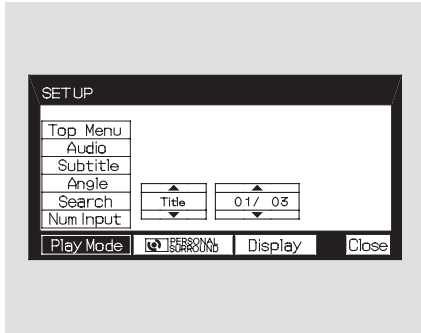 SETUP
Top Menu
Audio
Subtitle
Angle
Search
Title
01/ 03
Num Input
Play Mode
PERSONAL SURROUND
Display
Close